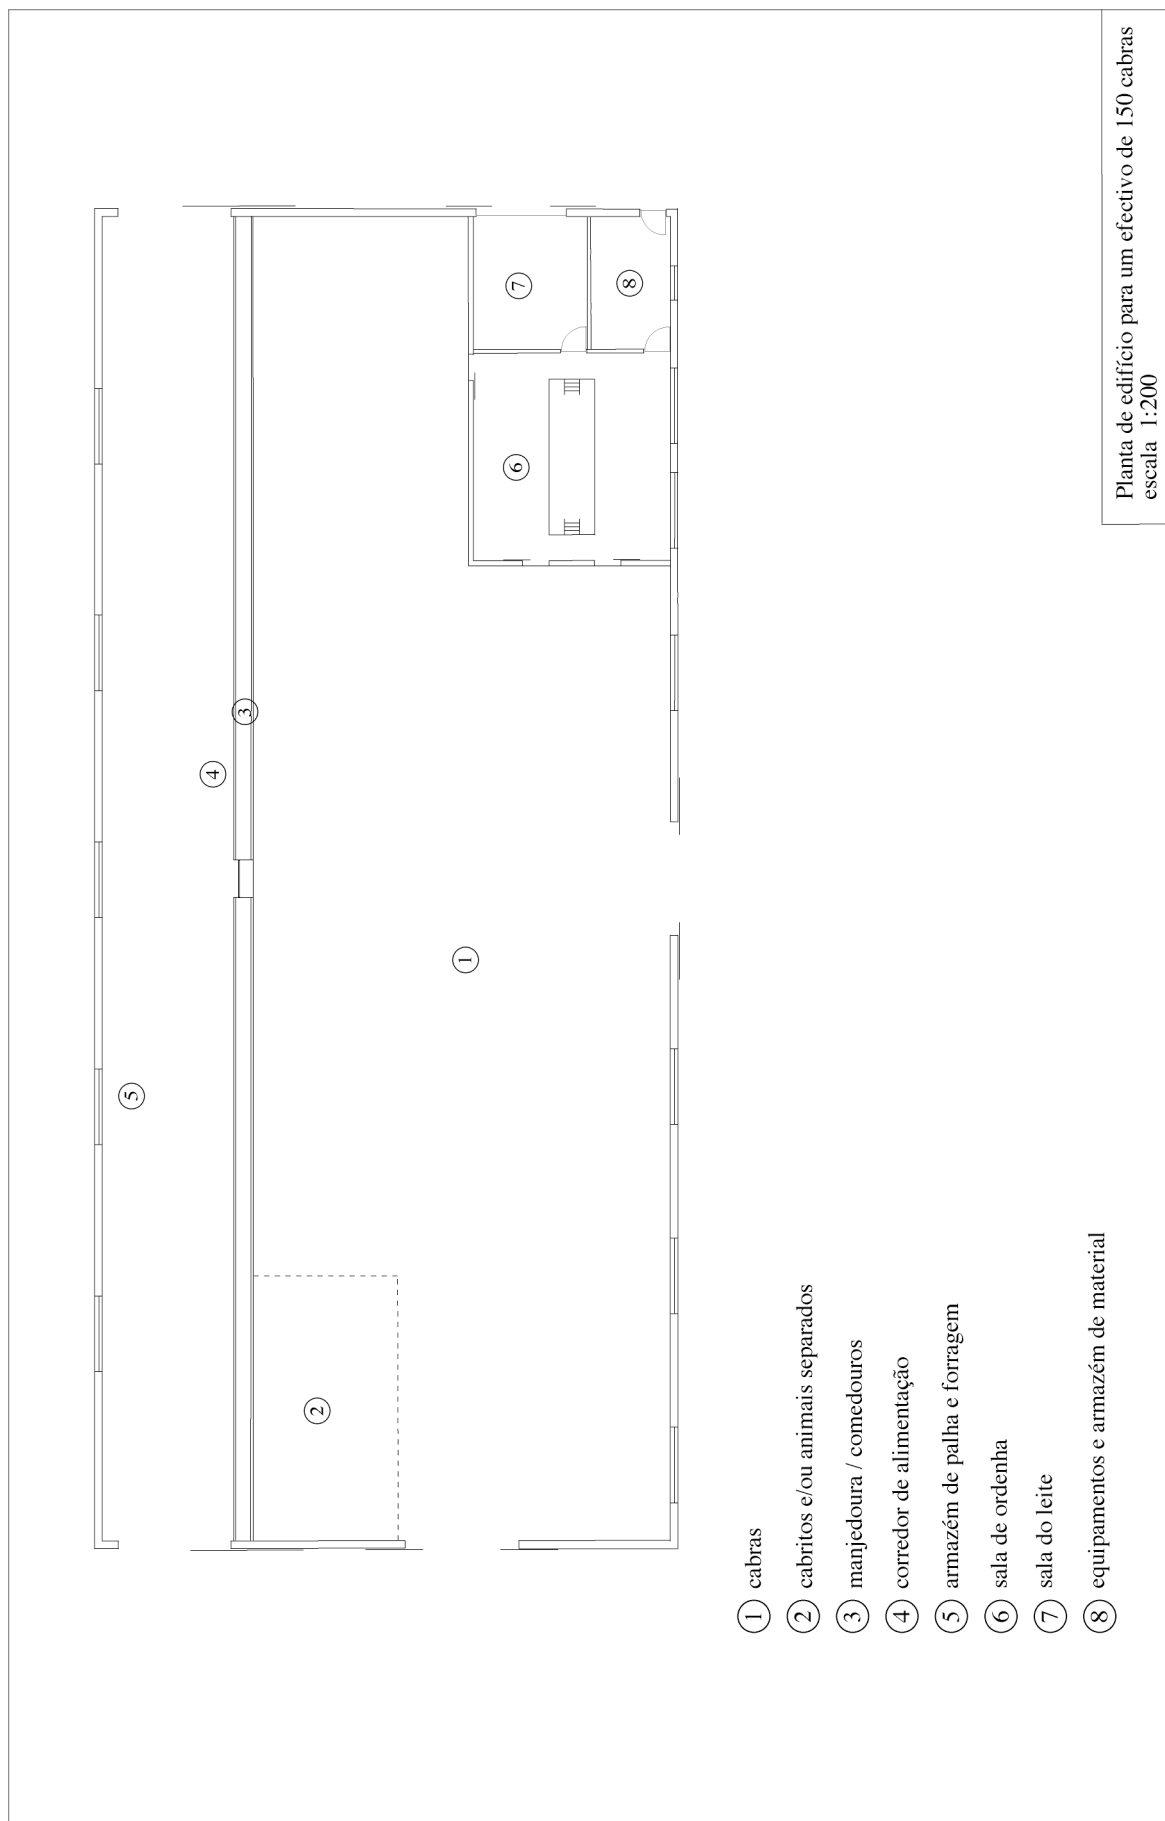 5
4
3
2
1
6
7
8
1 cabras
2 cabritos e/ou animais separados
3 manjedoura / comedouros
4 corredor de alimentação
5 armazém de palha e forragem
6 sala de ordenha
7 sala do leite
8 equipamentos e armazém de material
Planta de edifício para um efectivo de 150 cabras
escala 1:200